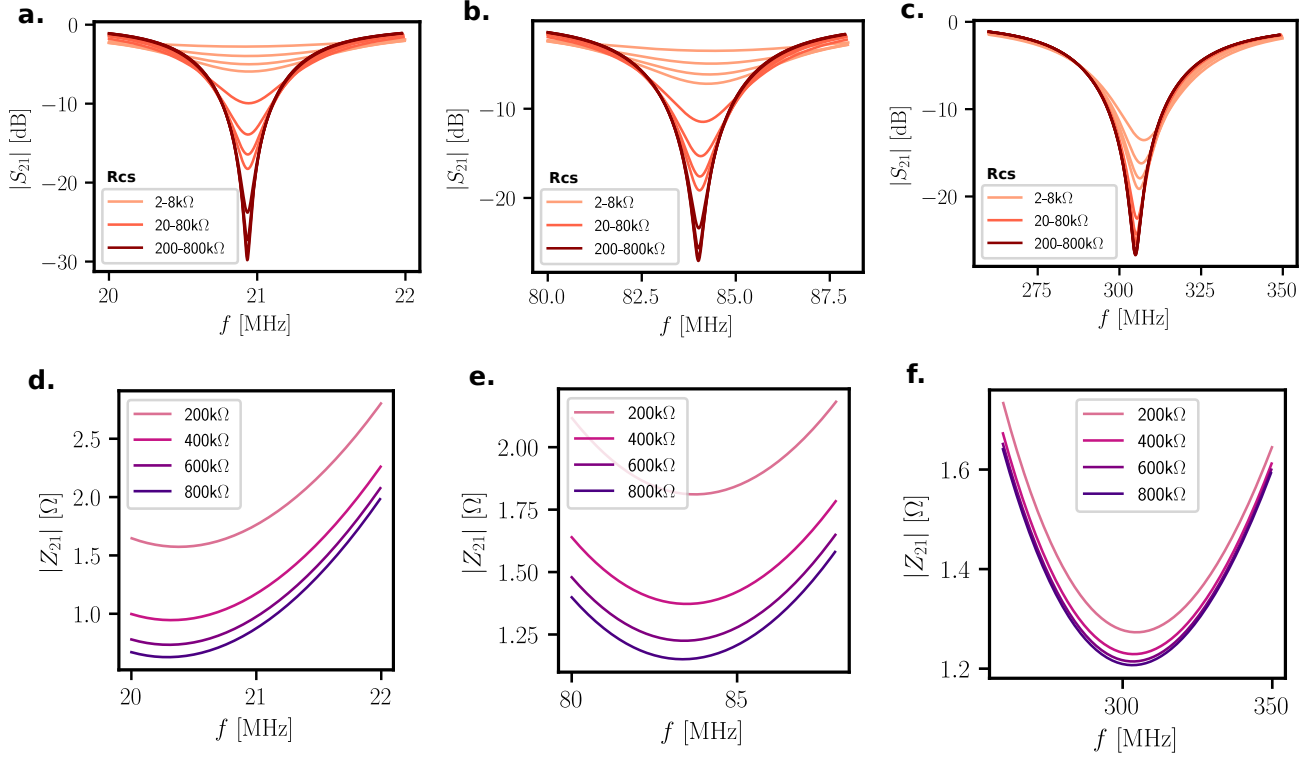 a.
|S₂₁| [dB]
0
−10
−20
−30
Rcs
2–8kΩ
20–80kΩ
200–800kΩ
20
21
22
f [MHz]
b.
|S₂₁| [dB]
0
−10
−20
Rcs
2–8kΩ
20–80kΩ
200–800kΩ
80.0
82.5
85.0
87.5
f [MHz]
c.
|S₂₁| [dB]
0
−10
−20
Rcs
2–8kΩ
20–80kΩ
200–800kΩ
275
300
325
350
f [MHz]
d.
|Z₂₁| [Ω]
2.5
2.0
1.5
1.0
200kΩ
400kΩ
600kΩ
800kΩ
20
21
22
f [MHz]
e.
|Z₂₁| [Ω]
2.00
1.75
1.50
1.25
200kΩ
400kΩ
600kΩ
800kΩ
80
85
f [MHz]
f.
|Z₂₁| [Ω]
1.6
1.4
1.2
200kΩ
400kΩ
600kΩ
800kΩ
300
350
f [MHz]